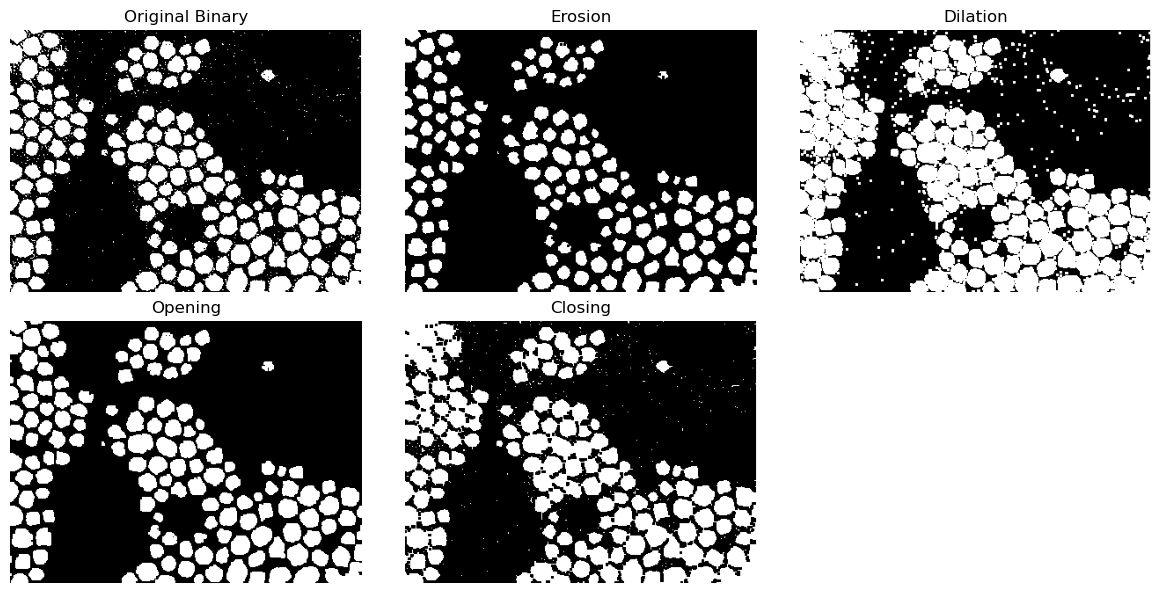 Original Binary
Erosion
Dilation
Opening
Closing